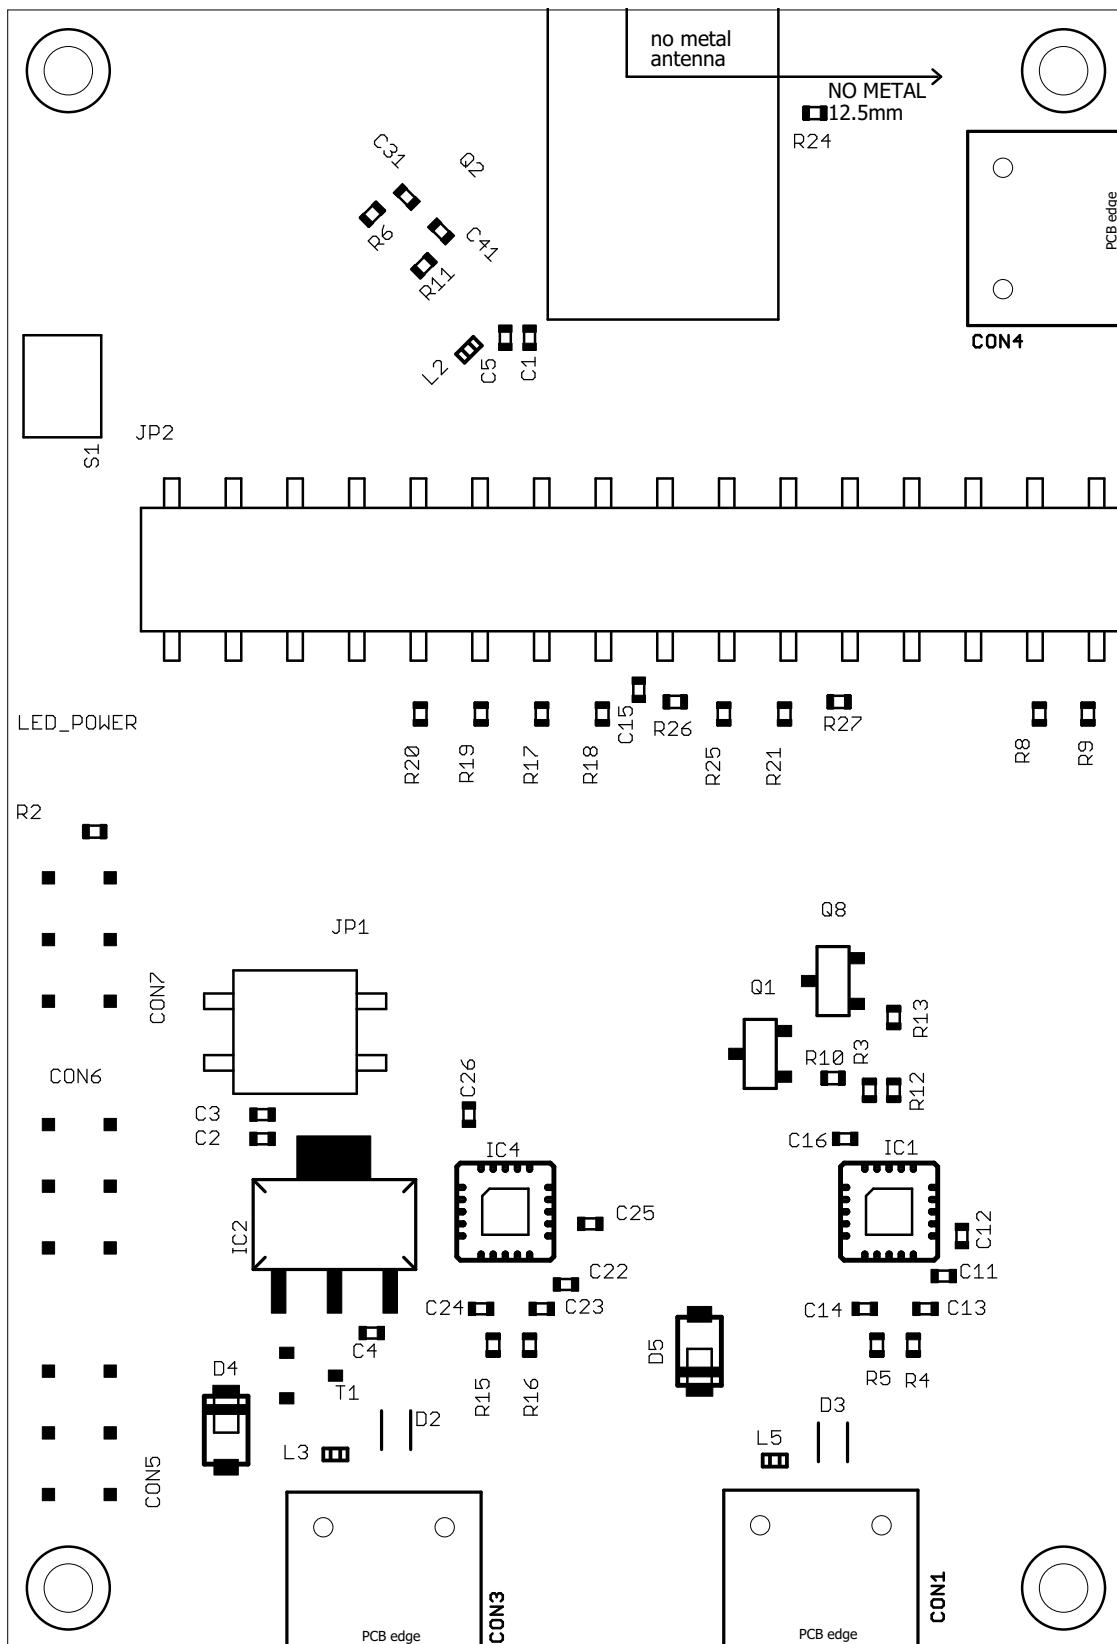 no metal
antenna
NO METAL
12.5mm
R24
C31
Q2
PCB edge
R6
C41
R11
CON4
L2
C5
C1
JP2
S1
LED_POWER
R20
R19
R17
R18
C15
R26
R25
R21
R27
R8
R9
R2
Q8
JP1
CON7
Q1
R13
R10
R3
CON6
C26
R12
C3
C2
C16
IC4
IC1
IC2
C25
C12
C22
C11
C24
C23
C14
C13
C4
D5
D4
T1
R15
R16
R5
R4
D2
D3
L3
L5
CON5
CON3
CON1
PCB edge
PCB edge